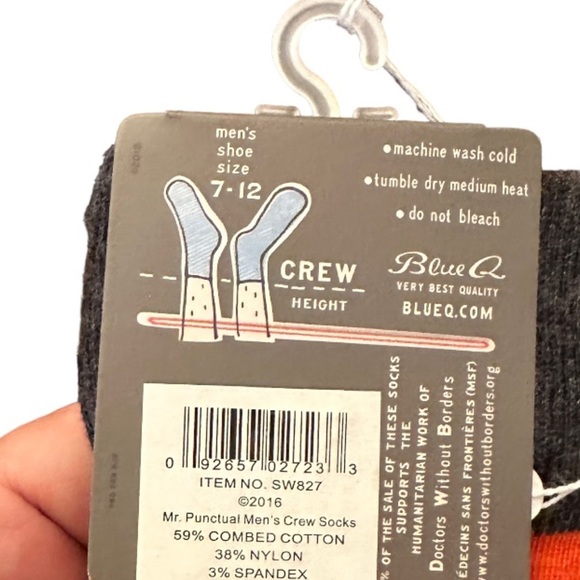 men's
shoe
size
7-12
CREW
HEIGHT
•machine wash cold
•tumble dry medium heat
• do not bleach
Blue Q
VERY BEST QUALITY
BLUEQ.COM
0 92657 02723 3
ITEM NO. SW827
©2016
Mr. Punctual Men's Crew Socks
59% COMBED COTTON
38% NYLON
3% SPANDEX
% OF THE SALE OF THESE SOCKS
SUPPORTS THE
HUMANITARIAN WORK OF
Doctors Without Borders
SANS FRONTIÈRES (MSF)
www.doctorswithoutborders.org